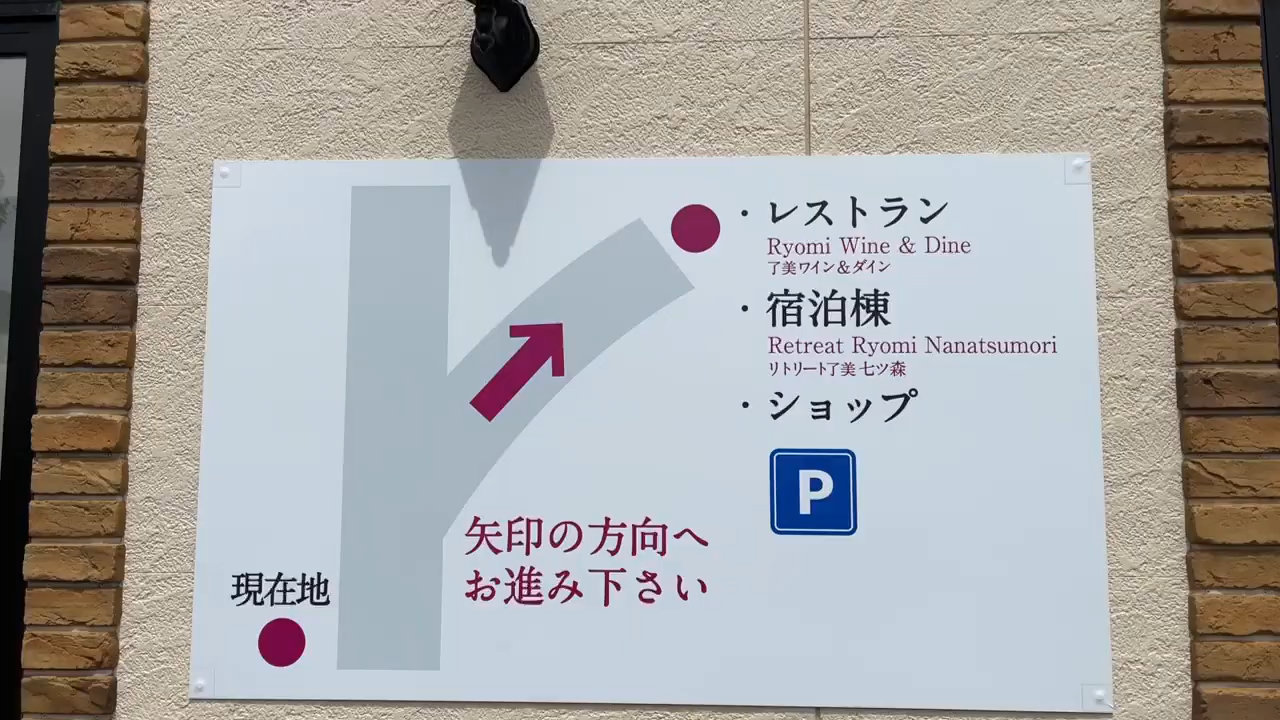 ・レストラン
Ryomi Wine & Dine
了美ワイン&ダイン
・宿泊棟
Retreat Ryomi Nanatsumori
リトリート了美 七ツ森
・ショップ
P
矢印の方向へ
お進み下さい
現在地